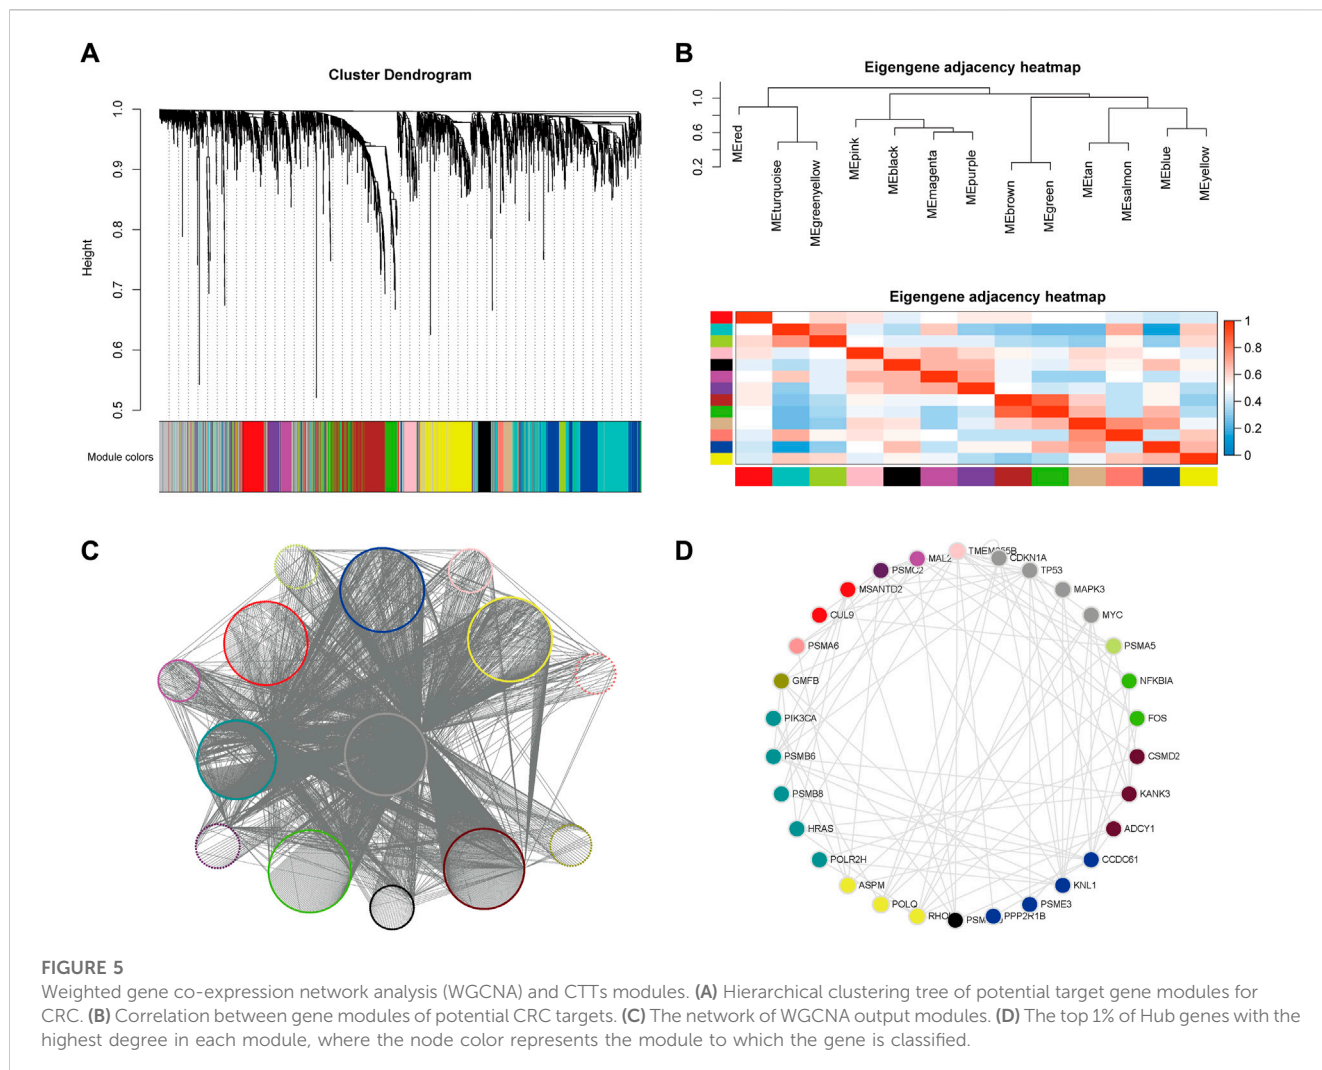 A
Cluster Dendrogram
Height
1.0
0.9
0.8
0.7
0.6
0.5
Module colors
B
Eigengene adjacency heatmap
1.0
0.6
0.2
MEred
MEturquoise
MEgreenyellow
MEpink
MEblack
MEmagenta
MEpurple
MEbrown
MEgreen
MEtan
MEsalmon
MEblue
MEyellow
Eigengene adjacency heatmap
1
0.8
0.6
0.4
0.2
0
C
D
CDKN1A
TP53
MAPK3
MYC
PSMA5
NFKBIA
FOS
CSMD2
KANK3
ADCY1
CCDC61
KNL1
PSME3
PPP2R1B
POLQ
ASPM
POLR2H
HRAS
PSMB8
PSMB6
PIK3CA
GMFB
PSMA6
CUL9
MSANTD2
PSMC2
MAL2
FIGURE 5
Weighted gene co-expression network analysis (WGCNA) and CTTs modules. (A) Hierarchical clustering tree of potential target gene modules for
CRC. (B) Correlation between gene modules of potential CRC targets. (C) The network of WGCNA output modules. (D) The top 1% of Hub genes with the
highest degree in each module, where the node color represents the module to which the gene is classified.